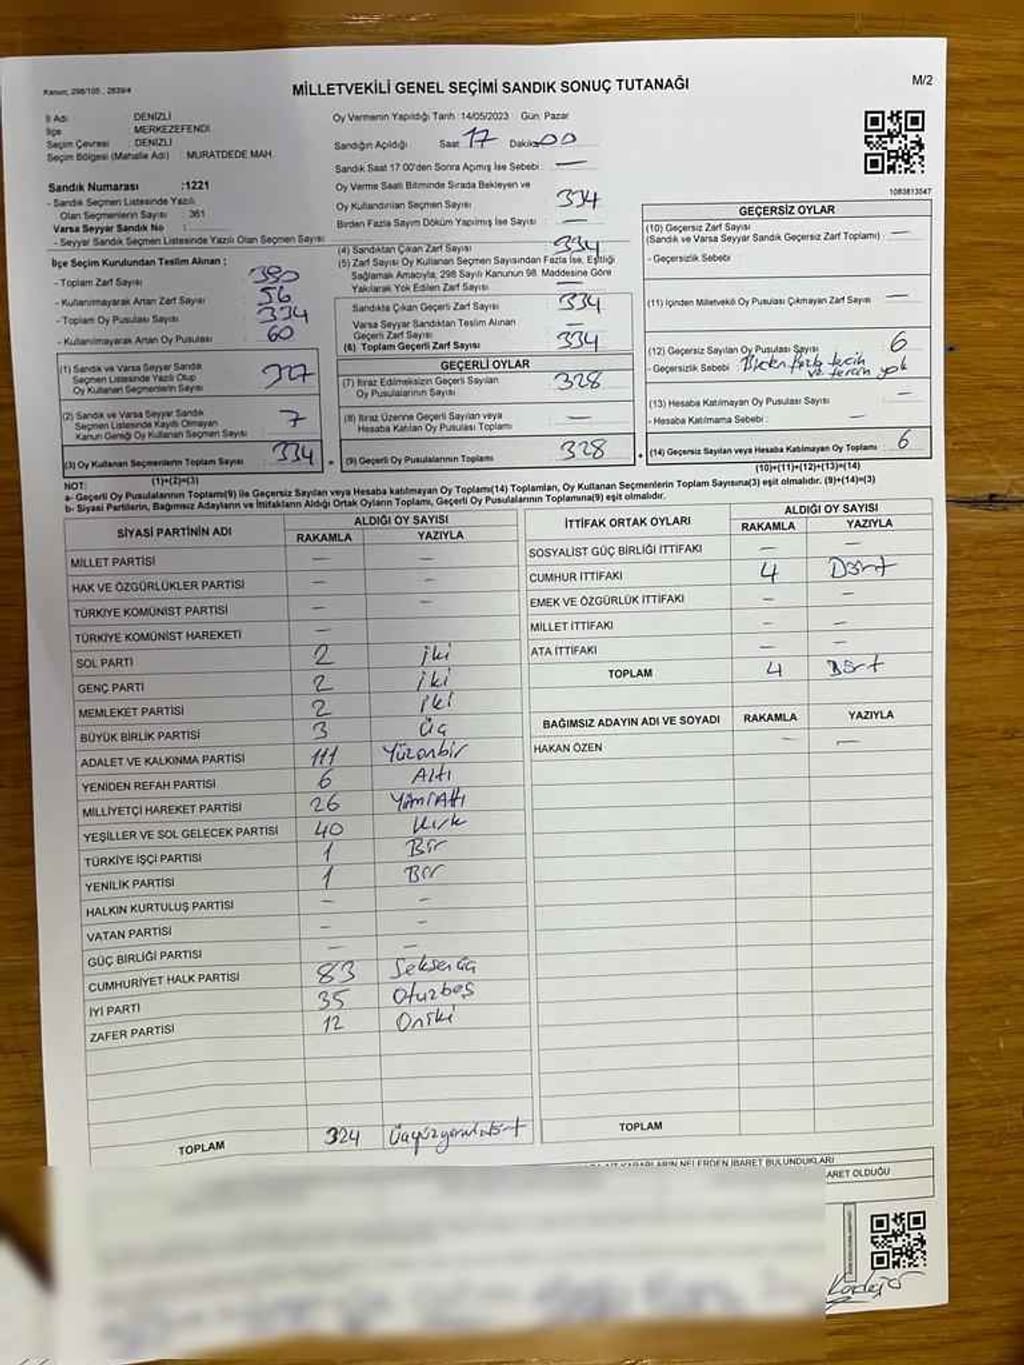 Kanun; 298/105 , 2839/4
MİLLETVEKİLİ GENEL SEÇİMİ SANDIK SONUÇ TUTANAĞI
M/2
İl Adı : DENİZLİ
İlçe : MERKEZEFENDİ
Seçim Çevresi : DENİZLİ
Seçim Bölgesi (Mahalle Adı) : MURATDEDE MAH.
Sandık Numarası :1221
- Sandık Seçmen Listesinde Yazılı
Olan Seçmenlerin Sayısı : 361
Varsa Seyyar Sandık No :
- Seyyar Sandık Seçmen Listesinde Yazılı Olan Seçmen Sayısı :
İlçe Seçim Kurulundan Teslim Alınan ;
- Toplam Zarf Sayısı : 390
- Kullanılmayarak Artan Zarf Sayısı : 56
- Toplam Oy Pusulası Sayısı : 334
- Kullanılmayarak Artan Oy Pusulası : 60
(1) Sandık ve Varsa Seyyar Sandık
Seçmen Listesinde Yazılı Olup
Oy Kullanan Seçmenlerin Sayısı : 327
(2) Sandık ve Varsa Seyyar Sandık
Seçmen Listesinde Kayıtlı Olmayan
Kanun Gereği Oy Kullanan Seçmen Sayısı : 7
(3) Oy Kullanan Seçmenlerin Toplam Sayısı : 334
(1)+(2)=(3)
Oy Vermenin Yapıldığı Tarih :14/05/2023 Gün: Pazar
Sandığın Açıldığı Saat 17 Dakika 00
Sandık Saat 17:00'den Sonra Açımış İse Sebebi : —
Oy Verme Saati Bitiminde Sırada Bekleyen ve
Oy Kullandırılan Seçmen Sayısı : 334
Birden Fazla Sayım Döküm Yapılmış İse Sayısı : —
(4) Sandıktan Çıkan Zarf Sayısı : 334
(5) Zarf Sayısı Oy Kullanan Seçmen Sayısından Fazla İse, Eşitliği
Sağlamak Amacıyla; 298 Sayılı Kanunun 98. Maddesine Göre
Yakılarak Yok Edilen Zarf Sayısı : —
Sandıkta Çıkan Geçerli Zarf Sayısı : 334
Varsa Seyyar Sandıktan Teslim Alınan
Geçerli Zarf Sayısı : —
(6) Toplam Geçerli Zarf Sayısı : 334
GEÇERLİ OYLAR
(7) İtiraz Edilmeksizin Geçerli Sayılan
Oy Pusulalarının Sayısı : 328
(8) İtiraz Üzerine Geçerli Sayılan veya
Hesaba Katılan Oy Pusulası Toplamı : —
(9) Geçerli Oy Pusulalarının Toplamı : 328
1083813547
GEÇERSİZ OYLAR
(10) Geçersiz Zarf Sayısı
(Sandık ve Varsa Seyyar Sandık Geçersiz Zarf Toplamı) : —
- Geçersizlik Sebebi :
(11) İçinden Milletvekili Oy Pusulası Çıkmayan Zarf Sayısı : —
(12) Geçersiz Sayılan Oy Pusulası Sayısı : 6
- Geçersizlik Sebebi :
(13) Hesaba Katılmayan Oy Pusulası Sayısı : —
- Hesaba Katılmama Sebebi : —
(14) Geçersiz Sayılan veya Hesaba Katılmayan Oy Toplamı : 6
(10)+(11)+(12)+(13)=(14)
NOT:
a- Geçerli Oy Pusulalarının Toplamı(9) ile Geçersiz Sayılan veya Hesaba katılmayan Oy Toplamı(14) Toplamları, Oy Kullanan Seçmenlerin Toplam Sayısına(3) eşit olmalıdır. (9)+(14)=(3)
b- Siyasi Partilerin, Bağımsız Adayların ve İttifakların Aldığı Ortak Oyların Toplamı, Geçerli Oy Pusulalarının Toplamına(9) eşit olmalıdır.
SİYASİ PARTİNİN ADI ALDIĞI OY SAYISI
RAKAMLA YAZIYLA
MİLLET PARTİSİ — —
HAK VE ÖZGÜRLÜKLER PARTİSİ — —
TÜRKİYE KOMÜNİST PARTİSİ — —
TÜRKİYE KOMÜNİST HAREKETİ —
SOL PARTİ 2 iki
GENÇ PARTİ 2 iki
MEMLEKET PARTİSİ 2 iki
BÜYÜK BİRLİK PARTİSİ 3 Üç
ADALET VE KALKINMA PARTİSİ 111 Yüzonbir
YENİDEN REFAH PARTİSİ 6 Altı
MİLLİYETÇİ HAREKET PARTİSİ 26
YEŞİLLER VE SOL GELECEK PARTİSİ 40 Kırk
TÜRKİYE İŞÇİ PARTİSİ 1 Bir
YENİLİK PARTİSİ 1 Bir
HALKIN KURTULUŞ PARTİSİ — —
VATAN PARTİSİ — —
GÜÇ BİRLİĞİ PARTİSİ — —
CUMHURİYET HALK PARTİSİ 83 Seksenüç
İYİ PARTİ 35 Otuzbeş
ZAFER PARTİSİ 12 Oniki
TOPLAM 324 Üçyüzyirmidört
İTTİFAK ORTAK OYLARI ALDIĞI OY SAYISI
RAKAMLA YAZIYLA
SOSYALİST GÜÇ BİRLİĞİ İTTİFAKI — —
CUMHUR İTTİFAKI 4 Dört
EMEK VE ÖZGÜRLÜK İTTİFAKI — —
MİLLET İTTİFAKI — —
ATA İTTİFAKI — —
TOPLAM 4 Dört
BAĞIMSIZ ADAYIN ADI VE SOYADI RAKAMLA YAZIYLA
HAKAN ÖZEN — —
TOPLAM
KARARLARIN NELERDEN İBARET BULUNDUKLARI
ARET OLDUĞU